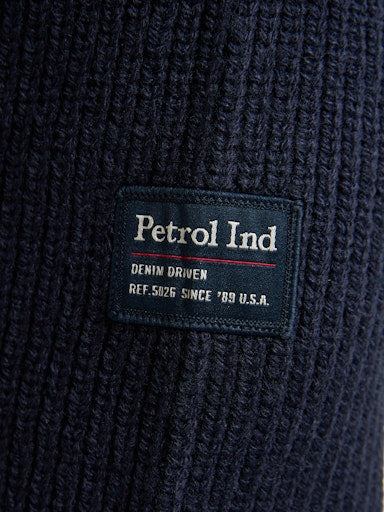 Petrol Ind
DENIM DRIVEN
REF.5026 SINCE '89 U.S.A.